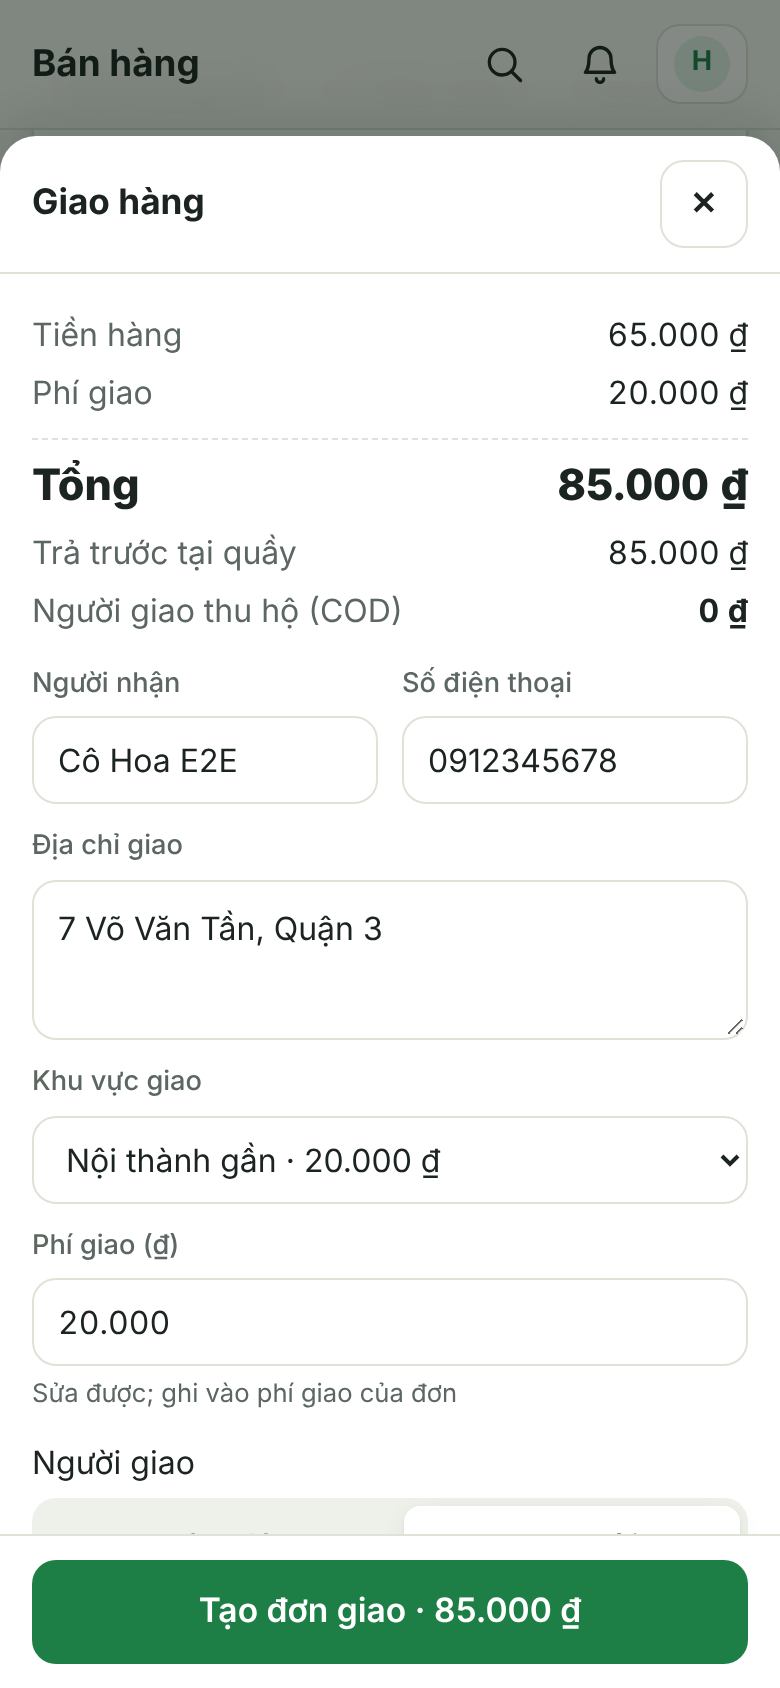 Bán hàng
H
Giao hàng
Tiền hàng 65.000 ₫
Phí giao 20.000 ₫
Tổng 85.000 ₫
Trả trước tại quầy 85.000 ₫
Người giao thu hộ (COD) 0 ₫
Người nhận Số điện thoại
Cô Hoa E2E 0912345678
Địa chỉ giao
7 Võ Văn Tần, Quận 3
Khu vực giao
Nội thành gần · 20.000 ₫
Phí giao (₫)
20.000
Sửa được; ghi vào phí giao của đơn
Người giao
Tạo đơn giao · 85.000 ₫